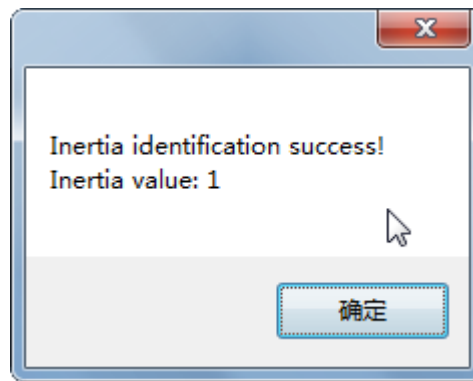 Inertia identification success!
Inertia value: 1
确定